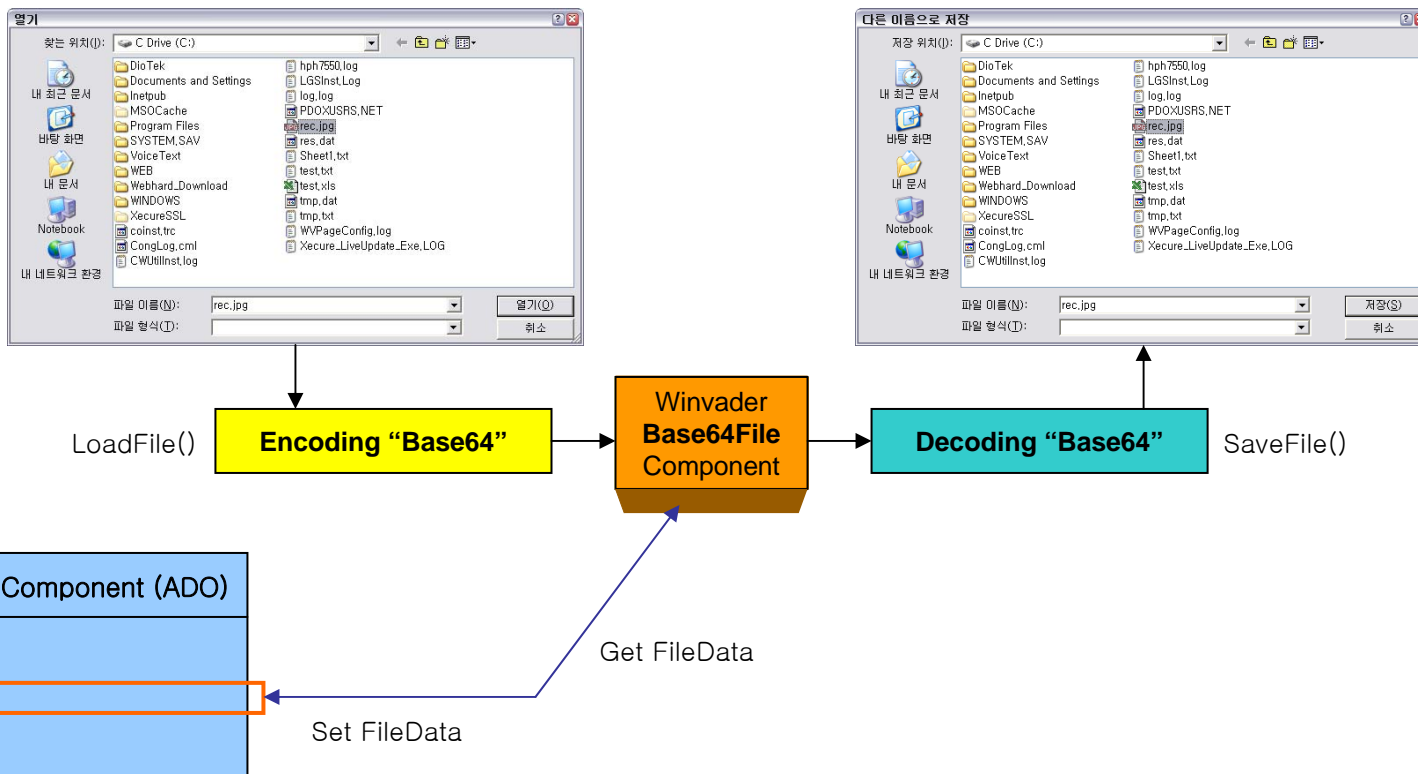 열기
찾는 위치(I):
C Drive (C:)
내 최근 문서
바탕 화면
내 문서
Notebook
내 네트워크 환경
DioTek
Documents and Settings
Inetpub
MSOCache
Program Files
SYSTEM.SAV
VoiceText
WEB
Webhard_Download
WINDOWS
XecureSSL
coinst.trc
CongLog.cml
CWUtilInst.log
hph7550.log
LGSInst.Log
log.log
PDOXUSRS.NET
rec.jpg
res.dat
Sheet1.txt
test.txt
test.xls
tmp.dat
tmp.txt
WVPageConfig.log
Xecure_LiveUpdate_Exe.LOG
파일 이름(N):
rec.jpg
열기(O)
파일 형식(T):
취소
다른 이름으로 저장
저장 위치(I):
C Drive (C:)
내 최근 문서
바탕 화면
내 문서
Notebook
내 네트워크 환경
DioTek
Documents and Settings
Inetpub
MSOCache
Program Files
SYSTEM.SAV
VoiceText
WEB
Webhard_Download
WINDOWS
XecureSSL
coinst.trc
CongLog.cml
CWUtilInst.log
hph7550.log
LGSInst.Log
log.log
PDOXUSRS.NET
rec.jpg
res.dat
Sheet1.txt
test.txt
test.xls
tmp.dat
tmp.txt
WVPageConfig.log
Xecure_LiveUpdate_Exe.LOG
파일 이름(N):
rec.jpg
저장(S)
파일 형식(T):
취소
LoadFile()
Encoding “Base64”
Winvader
Base64File
Component
Decoding “Base64”
SaveFile()
Component (ADO)
Get FileData
Set FileData